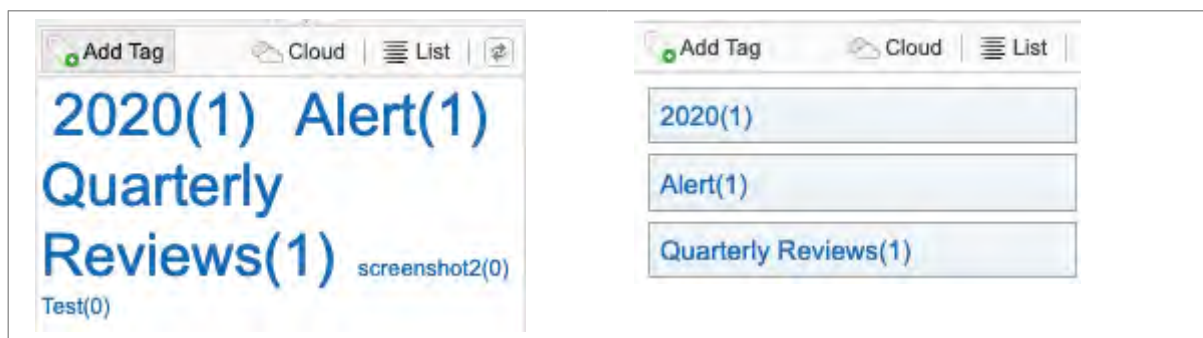 Add Tag Cloud List
2020(1) Alert(1)
Quarterly
Reviews(1) screenshot2(0)
Test(0)
Add Tag Cloud List
2020(1)
Alert(1)
Quarterly Reviews(1)